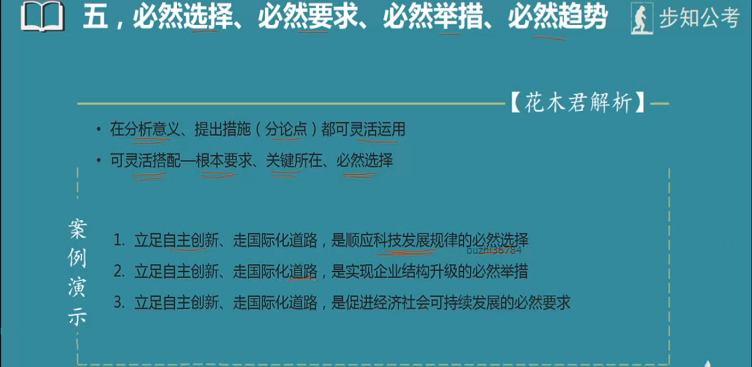 五，必然选择、必然要求、必然举措、必然趋势
步知公考
【花木君解析】
• 在分析意义、提出措施（分论点）都可灵活运用
• 可灵活搭配—根本要求、关键所在、必然选择
案例演示
1. 立足自主创新、走国际化道路，是顺应科技发展规律的必然选择
buzhi36784
2. 立足自主创新、走国际化道路，是实现企业结构升级的必然举措
3. 立足自主创新、走国际化道路，是促进经济社会可持续发展的必然要求